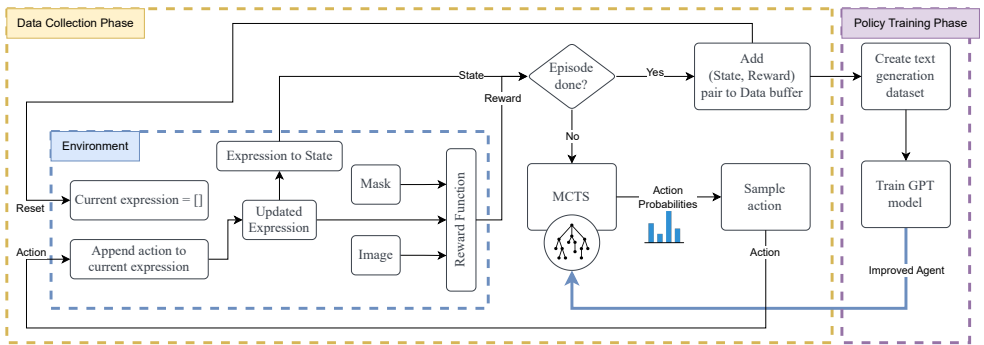 Data Collection Phase
Policy Training Phase
Episode
done?
Yes
Add
(State, Reward)
pair to Data buffer
Create text
generation
dataset
State
Reward
No
Environment
Expression to State
Mask
Reward Function
Current expression = []
Reset
Updated
Expression
MCTS
Action
Probabilities
Sample
action
Train GPT
model
Action
Append action to
current expression
Image
Action
Improved Agent